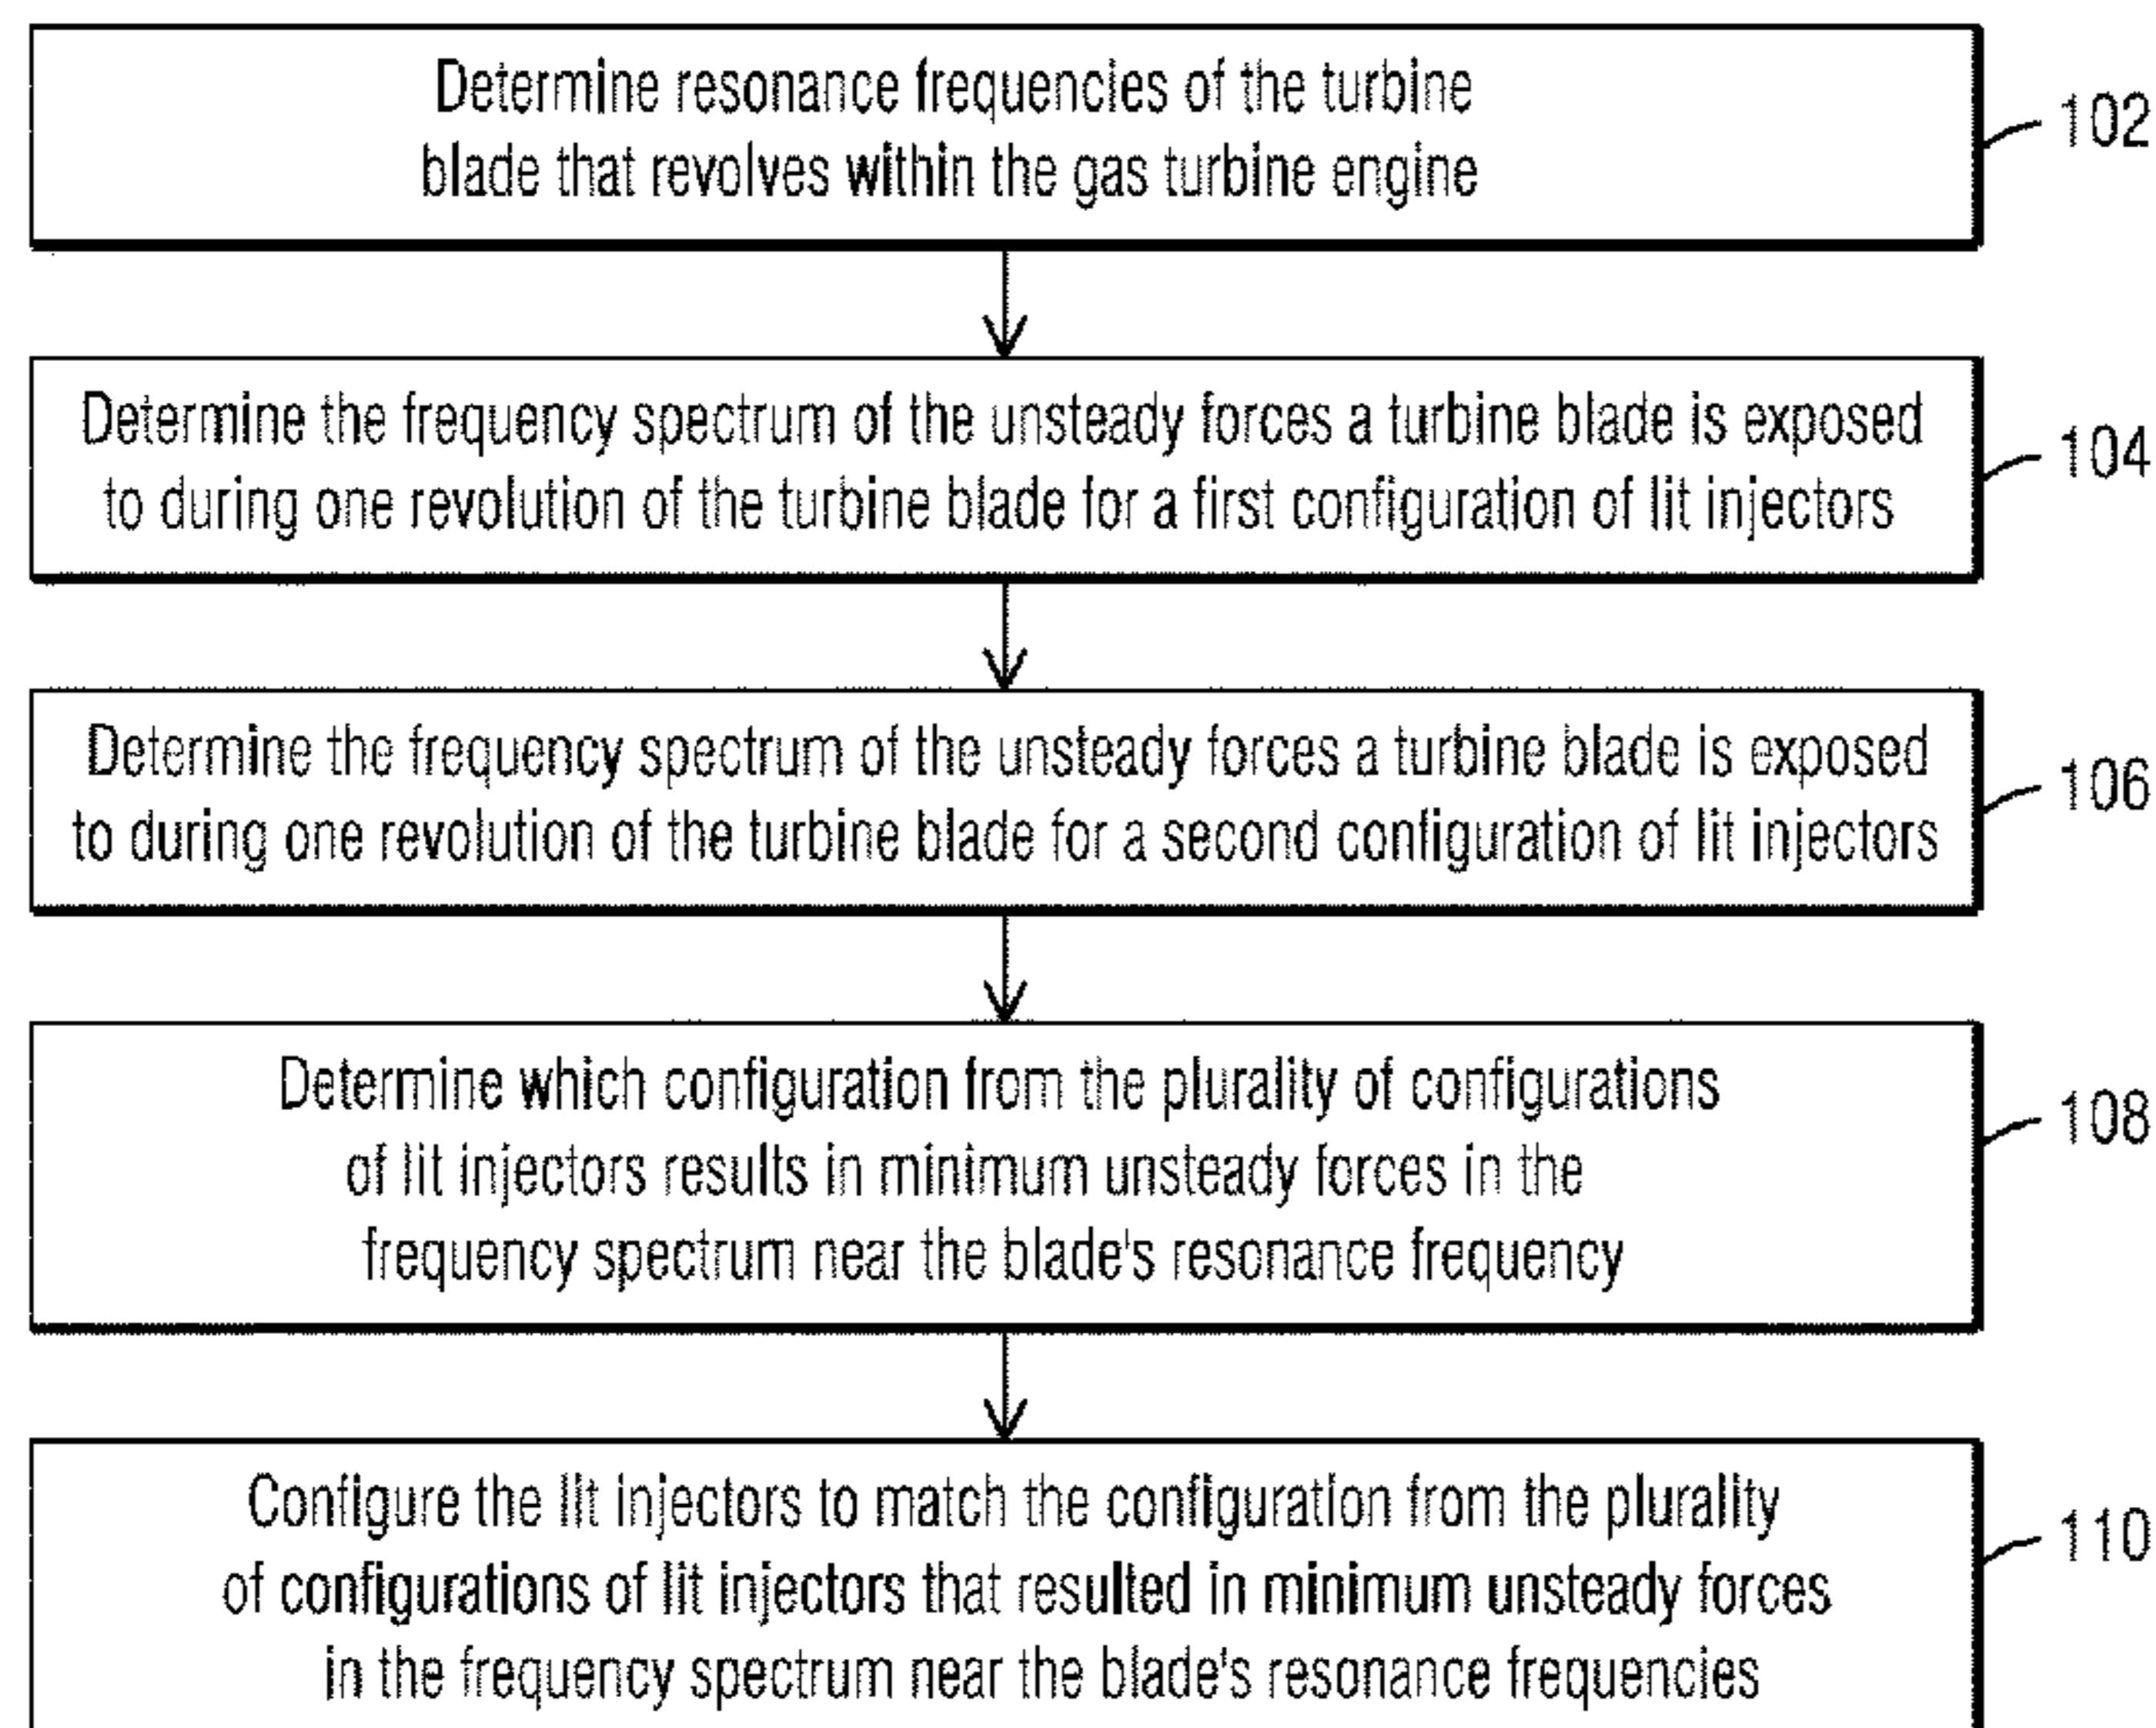 Determine resonance frequencies of the turbine
blade that revolves within the gas turbine engine
102
Determine the frequency spectrum of the unsteady forces a turbine blade is exposed
to during one revolution of the turbine blade for a first configuration of lit injectors
104
Determine the frequency spectrum of the unsteady forces a turbine blade is exposed
to during one revolution of the turbine blade for a second configuration of lit injectors
106
Determine which configuration from the plurality of configurations
of lit injectors results in minimum unsteady forces in the
frequency spectrum near the blade's resonance frequency
108
Configure the lit injectors to match the configuration from the plurality
of configurations of lit injectors that resulted in minimum unsteady forces
in the frequency spectrum near the blade's resonance frequencies
110